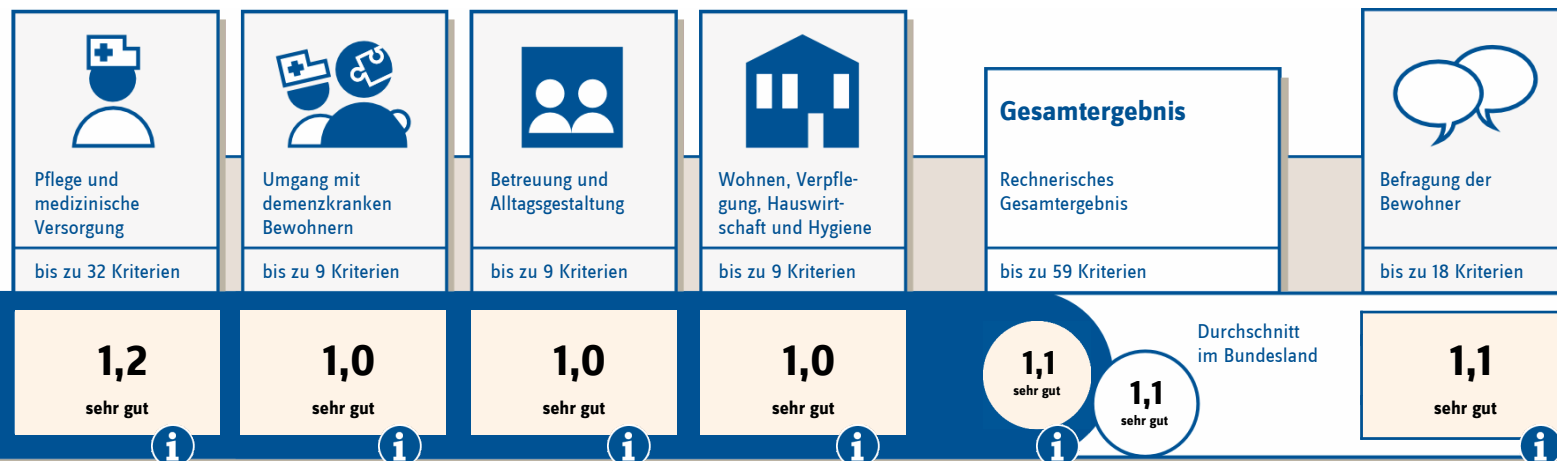 Pflege und
medizinische
Versorgung
bis zu 32 Kriterien
1,2
sehr gut
i
Umgang mit
demenzkranken
Bewohnern
bis zu 9 Kriterien
1,0
sehr gut
i
Betreuung und
Alltagsgestaltung
bis zu 9 Kriterien
1,0
sehr gut
i
Wohnen, Verpfle-
gung, Hauswirt-
schaft und Hygiene
bis zu 9 Kriterien
1,0
sehr gut
i
Gesamtergebnis
Rechnerisches
Gesamtergebnis
bis zu 59 Kriterien
1,1
sehr gut
i
Durchschnitt
im Bundesland
1,1
sehr gut
Befragung der
Bewohner
bis zu 18 Kriterien
1,1
sehr gut
i